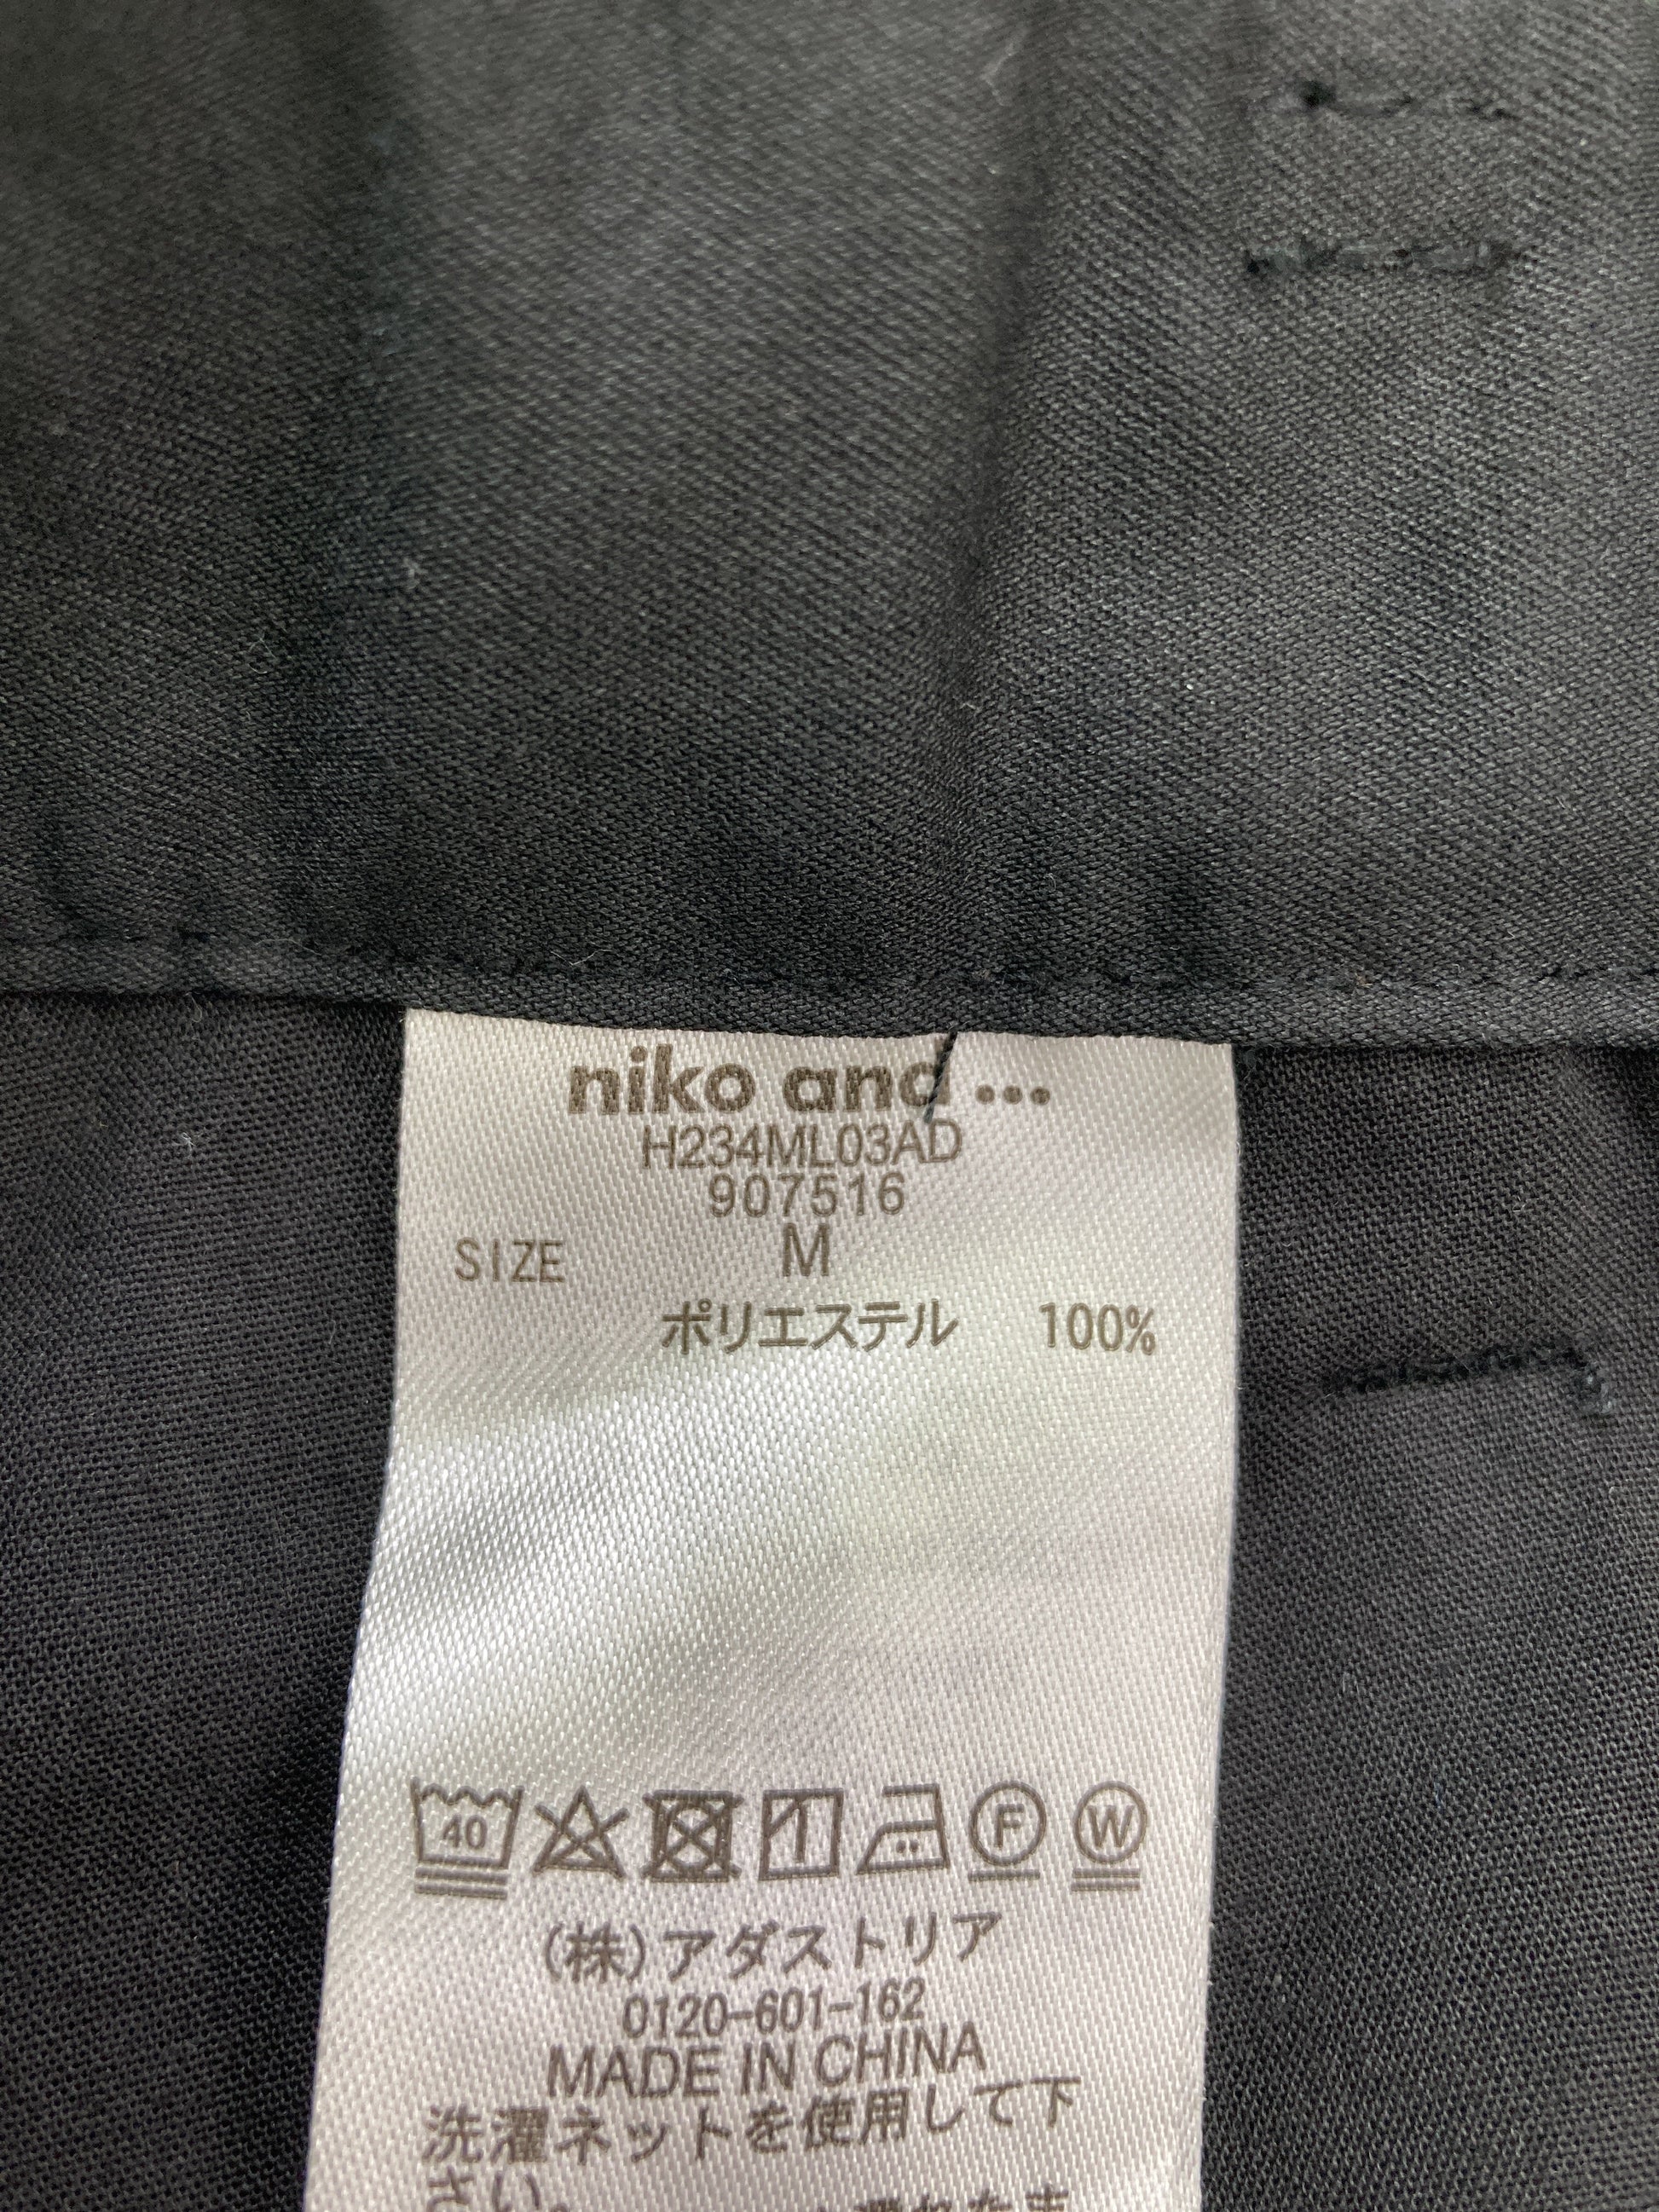 niko and...
H234ML03AD
907516
SIZE M
ポリエステル 100%
40 F W
(株)アダストリア
0120-601-162
MADE IN CHINA
洗濯ネットを使用して下
さい。